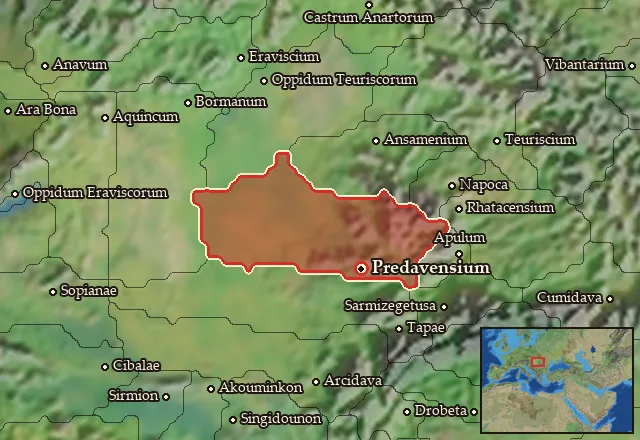 Castrum Anartorum
Eraviscium
Anavum
Vibantarium
Oppidum Teuriscorum
Bormanum
Ara Bona
Aquincum
Ansamenium
Teuriscium
Napoca
Oppidum Eraviscorum
Rhatacensium
Apulum
Predavensium
Sopianae
Cumidava
Sarmizegetusa
Tapae
Cibalae
Arcidava
Akouminkon
Sirmion
Drobeta
Singidounon